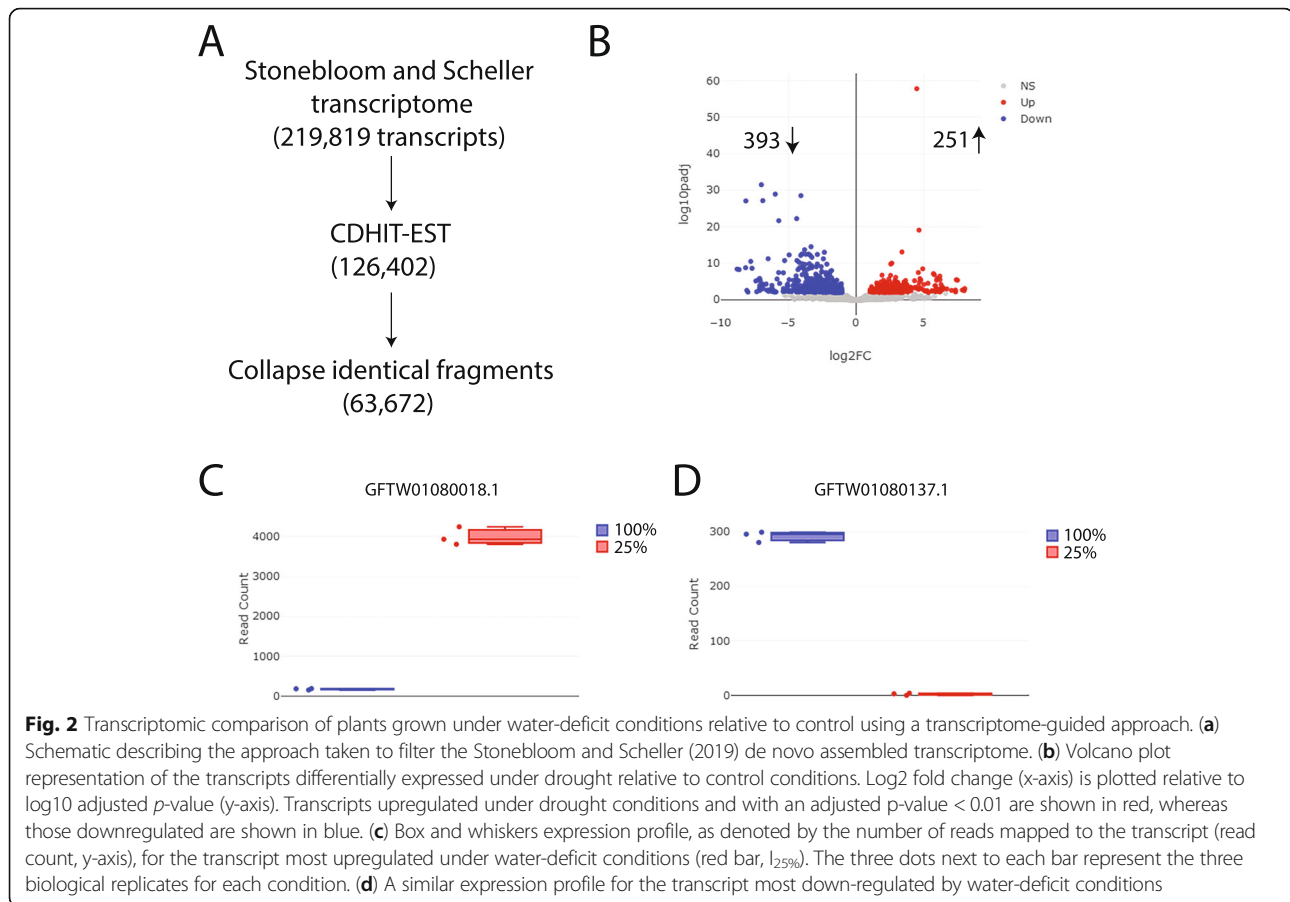 A
Stonebloom and Scheller
transcriptome
(219,819 transcripts)
CDHIT-EST
(126,402)
Collapse identical fragments
(63,672)
B
60
50
40
30
20
10
0
log10padj
393
251
−10
−5
0
5
log2FC
NS
Up
Down
C
GFTW01080018.1
4000
3000
2000
1000
0
Read Count
100%
25%
D
GFTW01080137.1
300
200
100
0
Read Count
100%
25%
Fig. 2 Transcriptomic comparison of plants grown under water-deficit conditions relative to control using a transcriptome-guided approach. (a)
Schematic describing the approach taken to filter the Stonebloom and Scheller (2019) de novo assembled transcriptome. (b) Volcano plot
representation of the transcripts differentially expressed under drought relative to control conditions. Log2 fold change (x-axis) is plotted relative to
log10 adjusted p-value (y-axis). Transcripts upregulated under drought conditions and with an adjusted p-value < 0.01 are shown in red, whereas
those downregulated are shown in blue. (c) Box and whiskers expression profile, as denoted by the number of reads mapped to the transcript (read
count, y-axis), for the transcript most upregulated under water-deficit conditions (red bar, I25%). The three dots next to each bar represent the three
biological replicates for each condition. (d) A similar expression profile for the transcript most down-regulated by water-deficit conditions